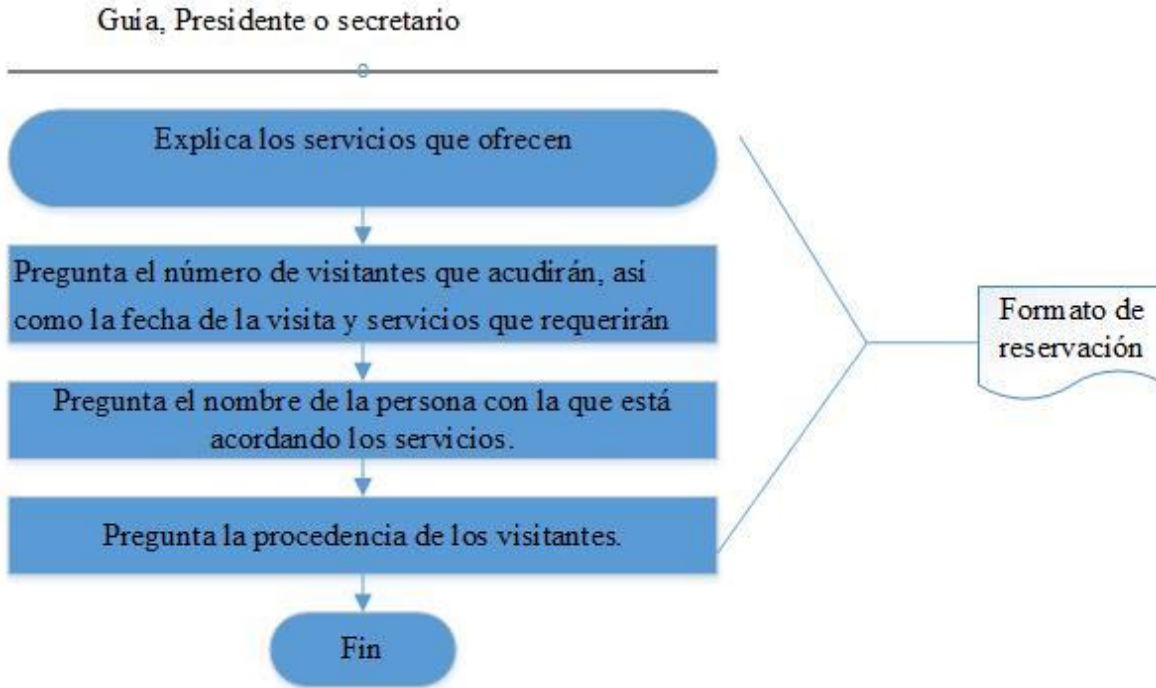 Guía, Presidente o secretario
Explica los servicios que ofrecen
Pregunta el número de visitantes que acudirán, así
como la fecha de la visita y servicios que requerirán
Pregunta el nombre de la persona con la que está
acordando los servicios.
Pregunta la procedencia de los visitantes.
Fin
Formato de
reservación